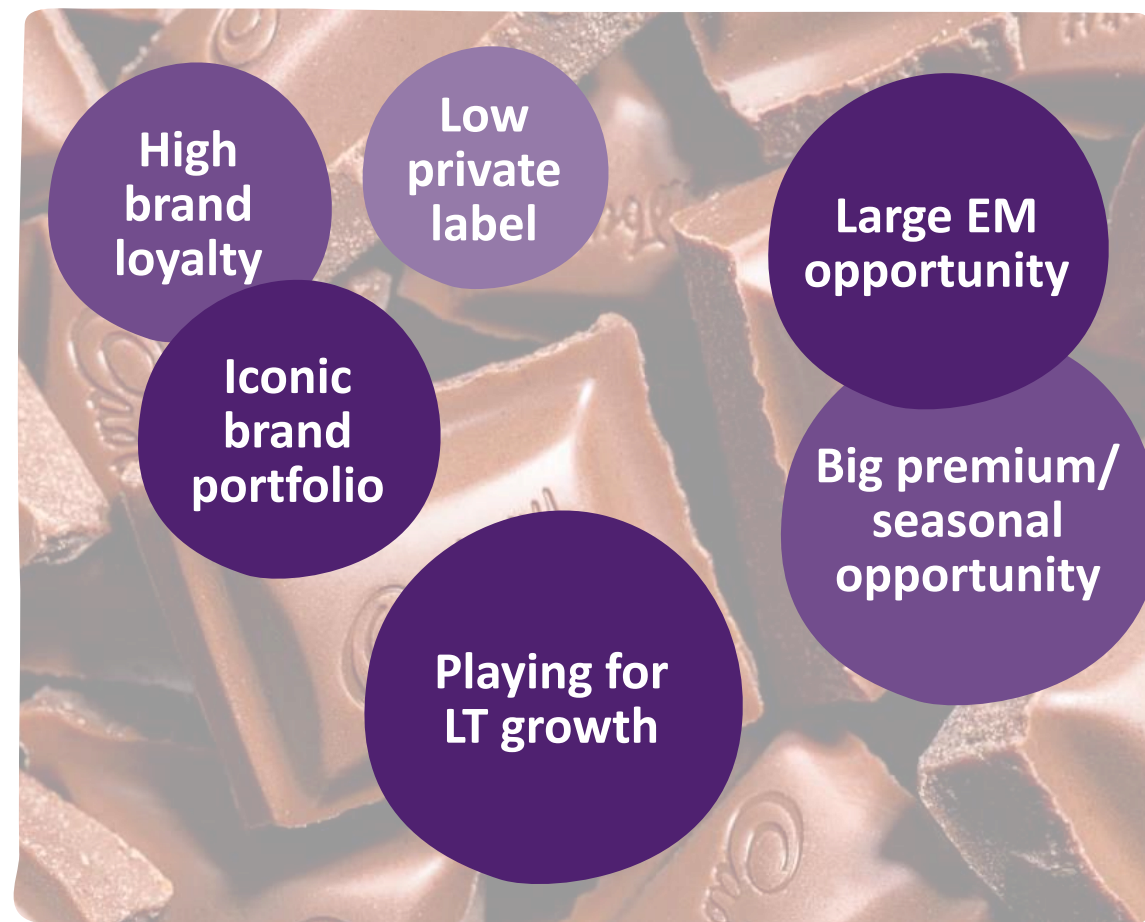 High
brand
loyalty
Low
private
label
Iconic
brand
portfolio
Large EM
opportunity
Big premium/
seasonal
opportunity
Playing for
LT growth